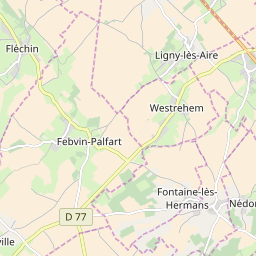 Fléchin
Ligny-lès-Aire
Westrehem
Febvin-Palfart
Fontaine-lès-
Hermans
Nédon
D 77
ville